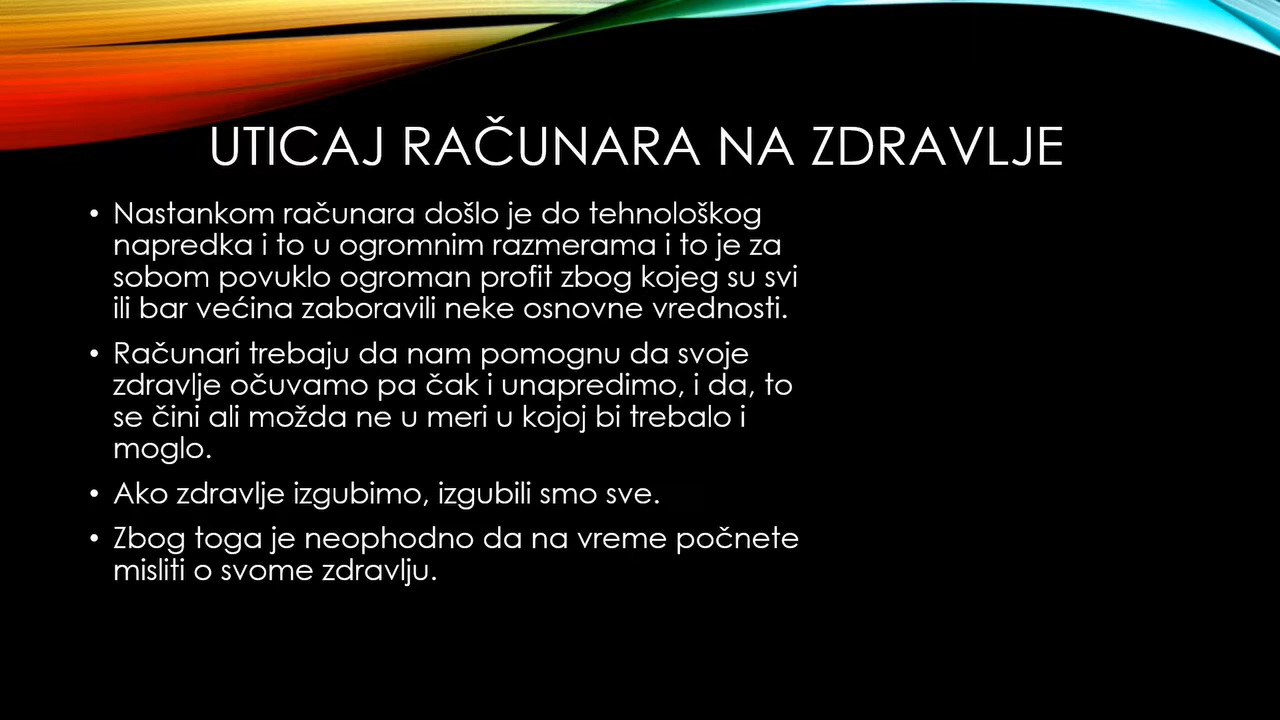 UTICAJ RAČUNARA NA ZDRAVLJE
• Nastankom računara došlo je do tehnološkog
napredka i to u ogromnim razmerama i to je za
sobom povuklo ogroman profit zbog kojeg su svi
ili bar većina zaboravili neke osnovne vrednosti.
• Računari trebaju da nam pomognu da svoje
zdravlje očuvamo pa čak i unapredimo, i da, to
se čini ali možda ne u meri u kojoj bi trebalo i
moglo.
• Ako zdravlje izgubimo, izgubili smo sve.
• Zbog toga je neophodno da na vreme počnete
misliti o svome zdravlju.